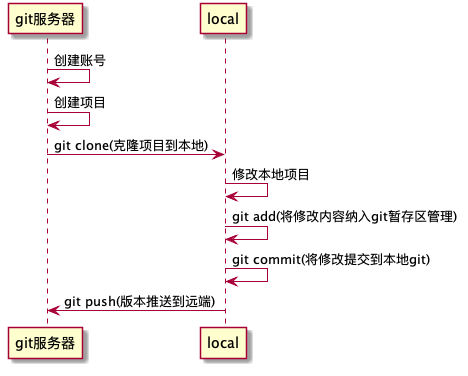 git服务器
local
创建账号
创建项目
git clone(克隆项目到本地)
修改本地项目
git add(将修改内容纳入git暂存区管理)
git commit(将修改提交到本地git)
git push(版本推送到远端)
git服务器
local